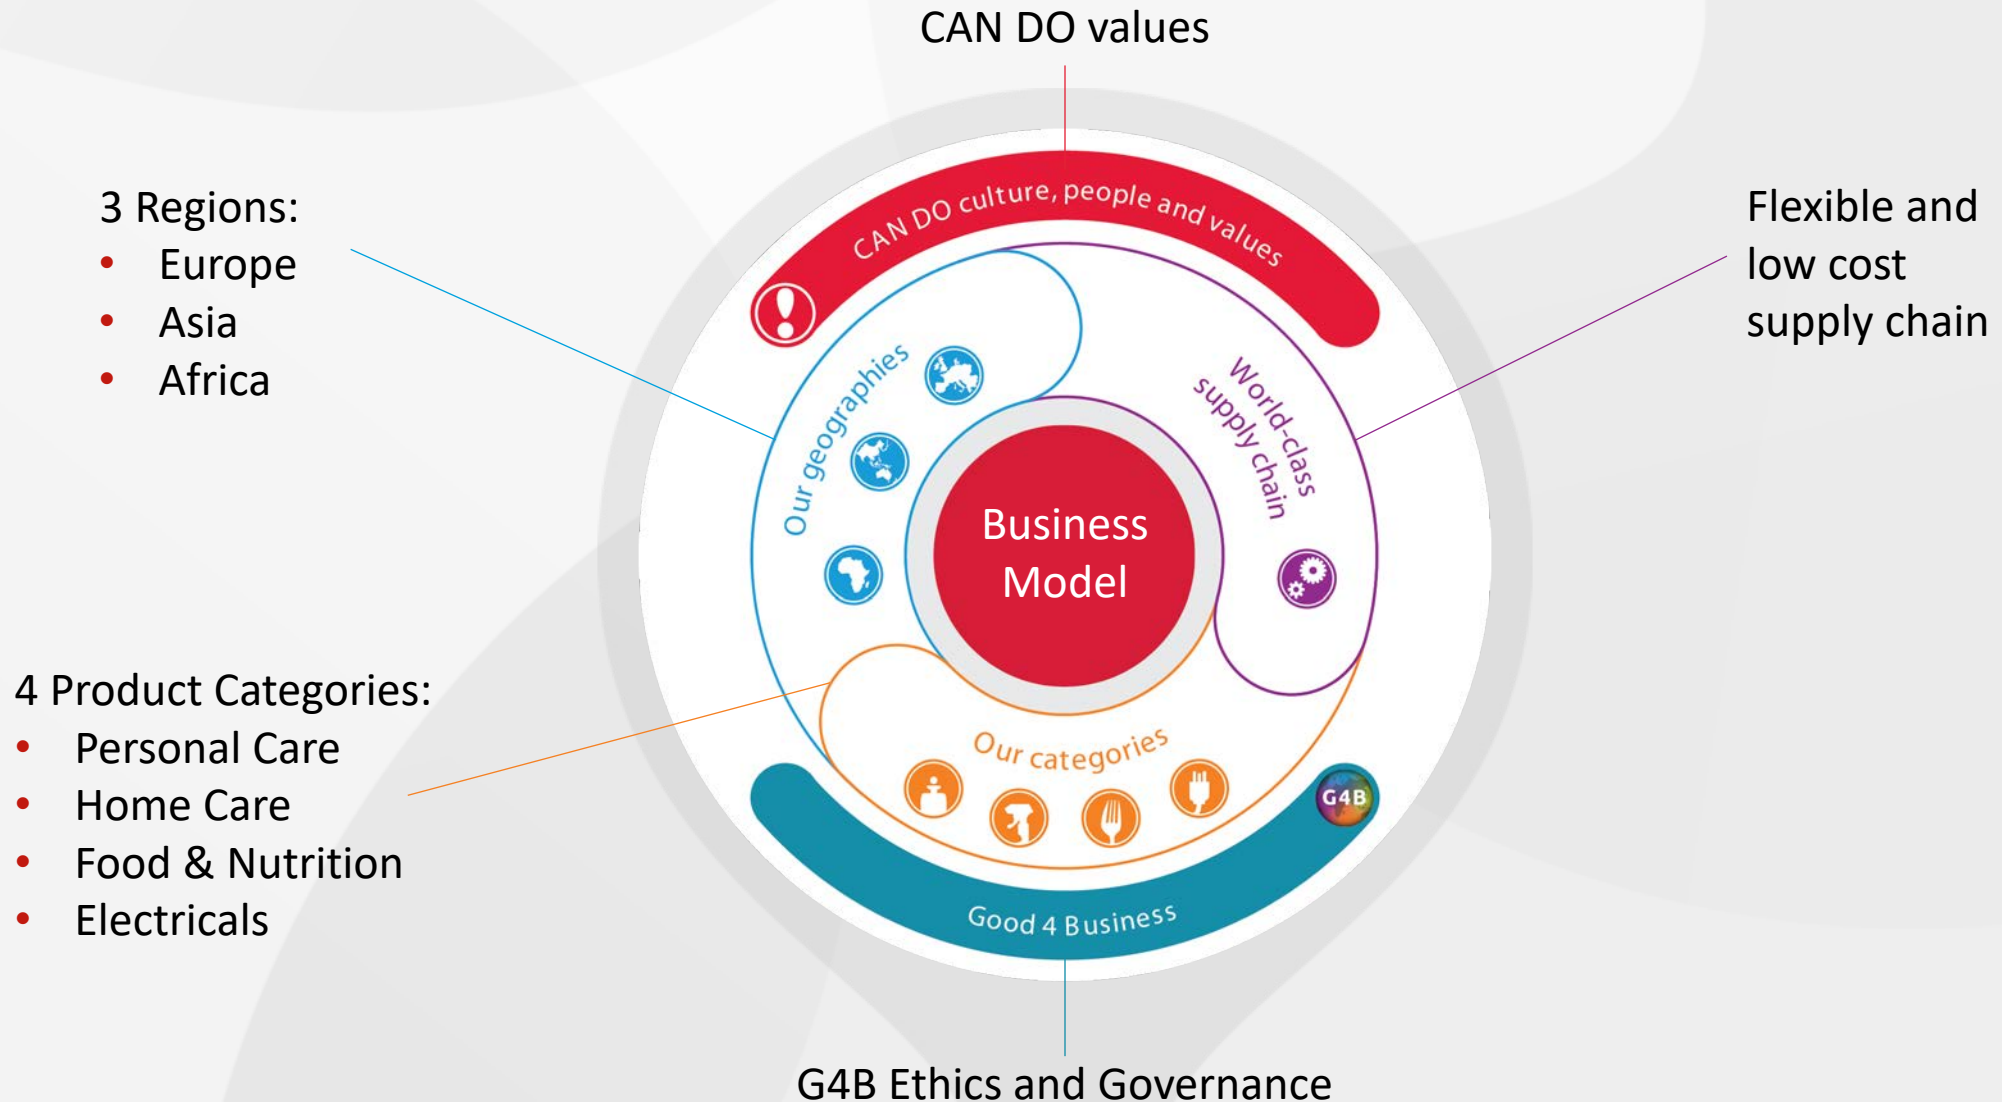 CAN DO values
3 Regions:
• Europe
• Asia
• Africa
4 Product Categories:
• Personal Care
• Home Care
• Food & Nutrition
• Electricals
CAN DO culture, people and values
Our geographies
World-class
supply chain
Business
Model
Our categories
G4B
Good 4 Business
Flexible and
low cost
supply chain
G4B Ethics and Governance